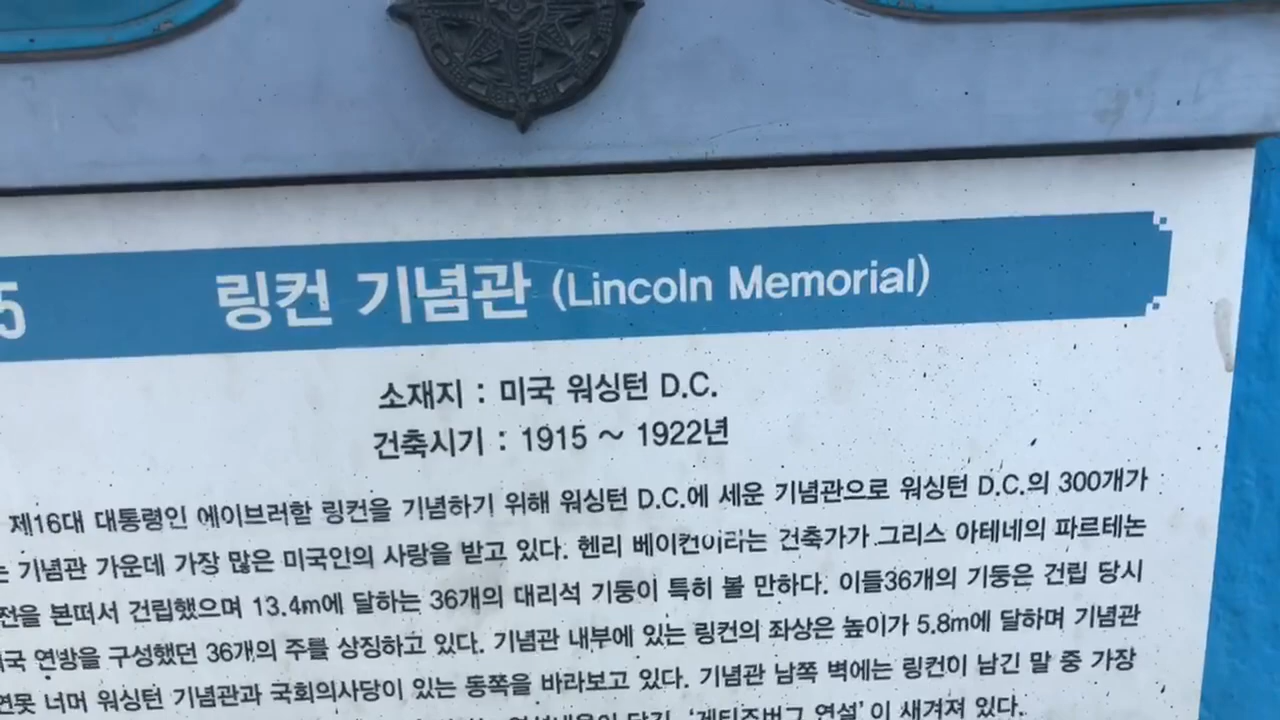 5 링컨 기념관 (Lincoln Memorial)
소재지 : 미국 워싱턴 D.C.
건축시기 : 1915 ~ 1922년
제16대 대통령인 에이브러함 링컨을 기념하기 위해 워싱턴 D.C.에 세운 기념관으로 워싱턴 D.C.의 300개가
는 기념관 가운데 가장 많은 미국인의 사랑을 받고 있다. 헨리 베이컨이라는 건축가가 그리스 아테네의 파르테논
전을 본떠서 건립했으며 13.4m에 달하는 36개의 대리석 기둥이 특히 볼 만하다. 이들36개의 기둥은 건립 당시
국 연방을 구성했던 36개의 주를 상징하고 있다. 기념관 내부에 있는 링컨의 좌상은 높이가 5.8m에 달하며 기념관
연못 너머 워싱턴 기념관과 국회의사당이 있는 동쪽을 바라보고 있다. 기념관 남쪽 벽에는 링컨이 남긴 말 중 가장
'게티즈버그 연설'이 새겨져 있다.